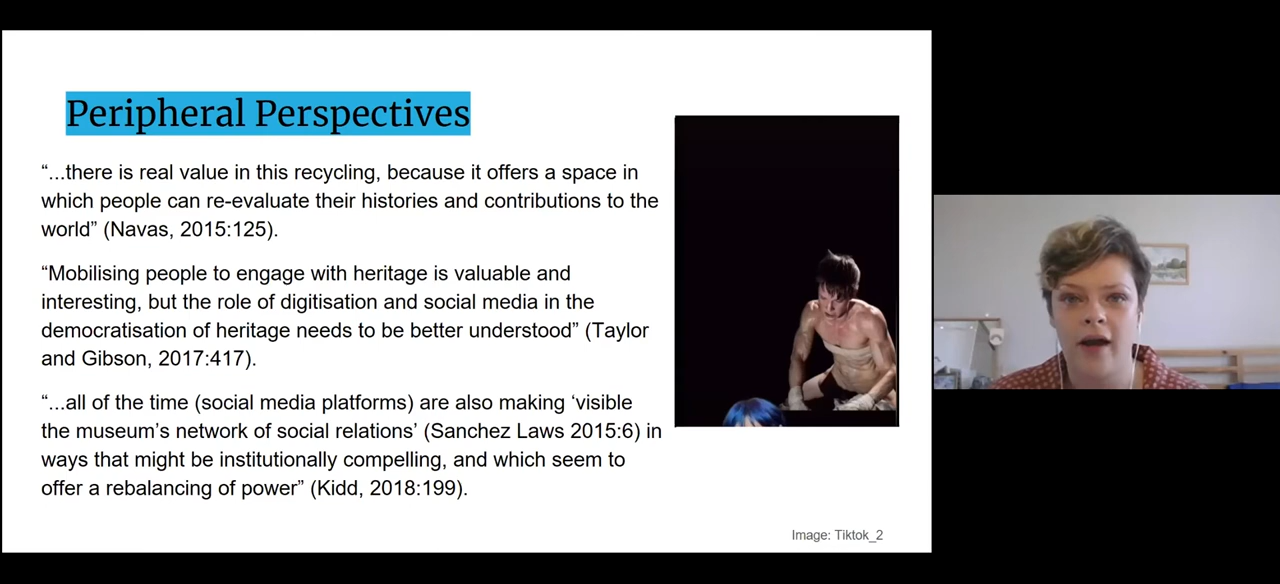 Peripheral Perspectives
“...there is real value in this recycling, because it offers a space in
which people can re-evaluate their histories and contributions to the
world” (Navas, 2015:125).
“Mobilising people to engage with heritage is valuable and
interesting, but the role of digitisation and social media in the
democratisation of heritage needs to be better understood” (Taylor
and Gibson, 2017:417).
“...all of the time (social media platforms) are also making ‘visible
the museum’s network of social relations’ (Sanchez Laws 2015:6) in
ways that might be institutionally compelling, and which seem to
offer a rebalancing of power” (Kidd, 2018:199).
Image: Tiktok_2